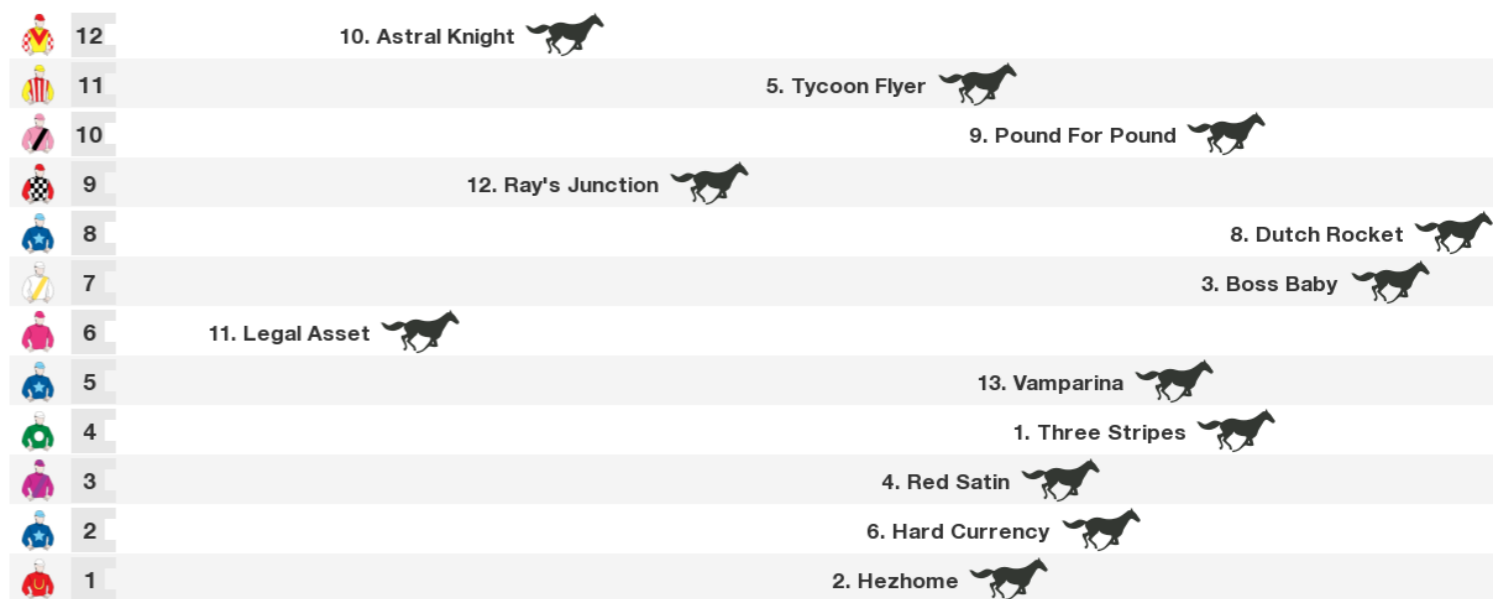 12 10. Astral Knight
11 5. Tycoon Flyer
10 9. Pound For Pound
9 12. Ray's Junction
8 8. Dutch Rocket
7 3. Boss Baby
6 11. Legal Asset
5 13. Vamparina
4 1. Three Stripes
3 4. Red Satin
2 6. Hard Currency
1 2. Hezhome